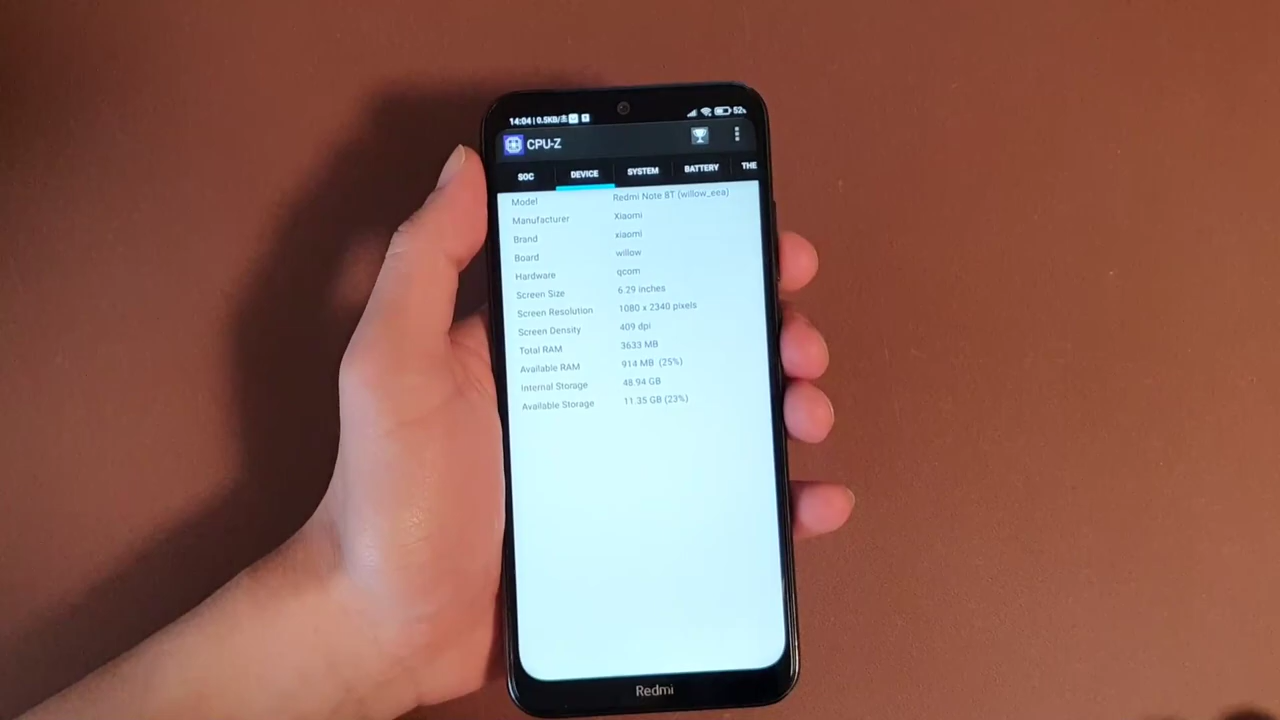 14:04 | 0.5KB/s 52%
CPU-Z
SOC DEVICE SYSTEM BATTERY THE
Model Redmi Note 8T (willow_eea)
Manufacturer Xiaomi
Brand xiaomi
Board willow
Hardware qcom
Screen Size 6.29 inches
Screen Resolution 1080 x 2340 pixels
Screen Density 409 dpi
Total RAM 3633 MB
Available RAM 914 MB (25%)
Internal Storage 48.94 GB
Available Storage 11.35 GB (23%)
Redmi